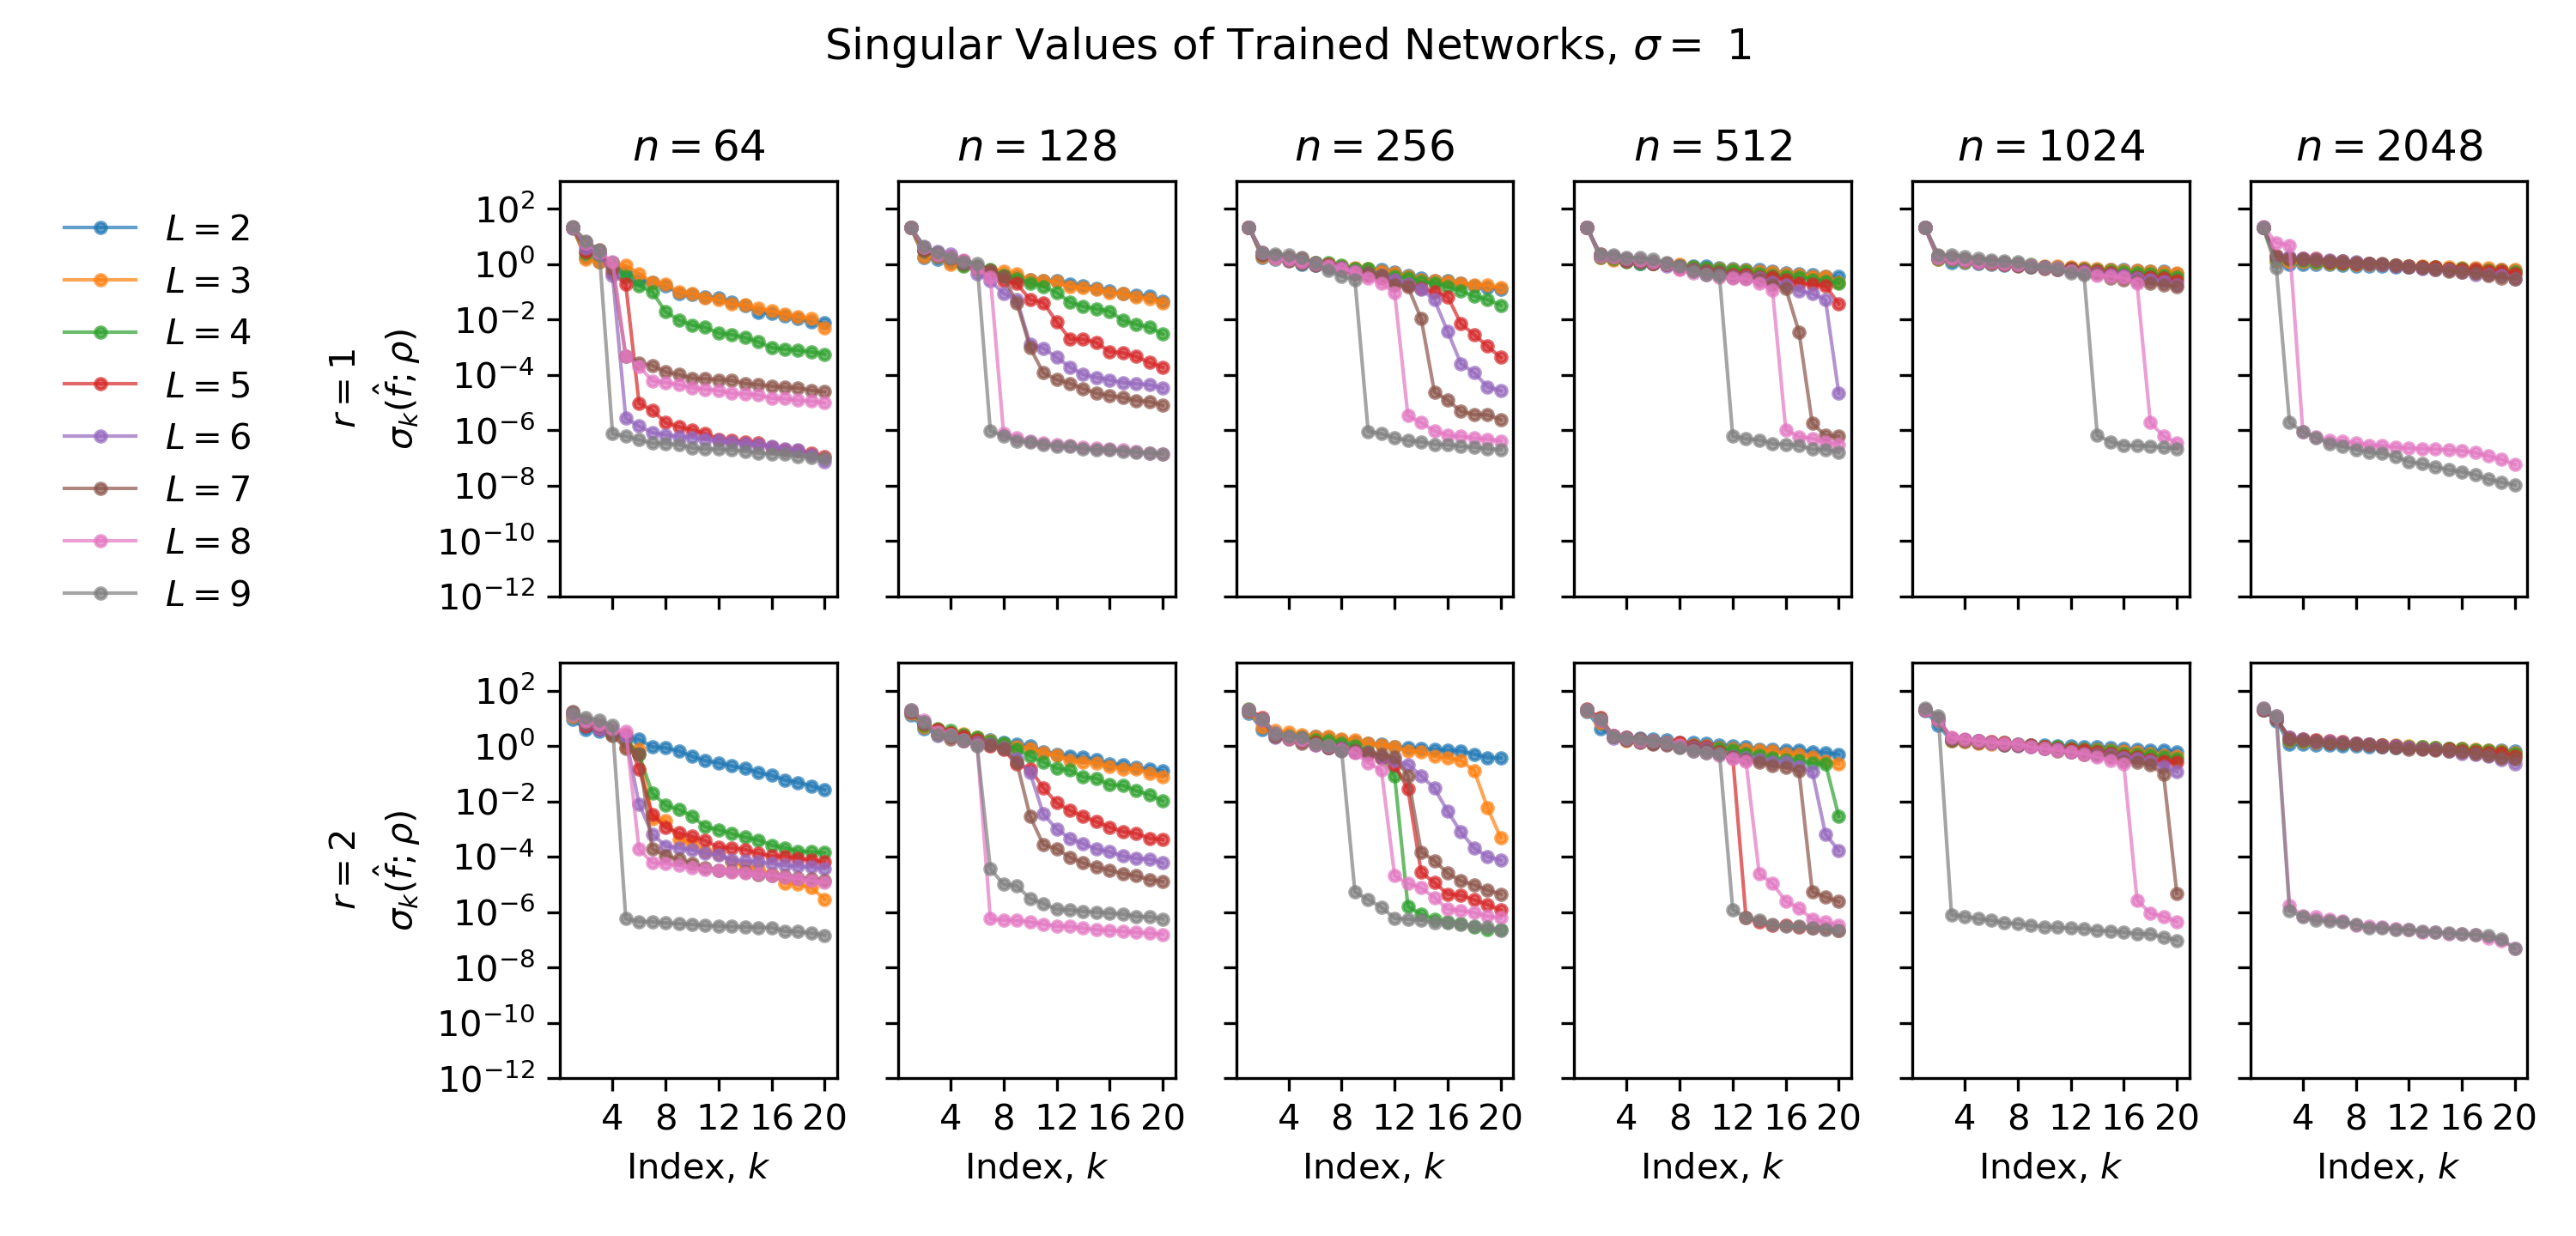 Singular Values of Trained Networks, σ = 1
n = 64 n = 128 n = 256 n = 512 n = 1024 n = 2048
L = 2
L = 3
L = 4
L = 5
L = 6
L = 7
L = 8
L = 9
r = 1
σₖ(f̂; ρ)
10²
10⁰
10⁻²
10⁻⁴
10⁻⁶
10⁻⁸
10⁻¹⁰
10⁻¹²
r = 2
σₖ(f̂; ρ)
10²
10⁰
10⁻²
10⁻⁴
10⁻⁶
10⁻⁸
10⁻¹⁰
10⁻¹²
4 8 12 16 20 4 8 12 16 20 4 8 12 16 20 4 8 12 16 20 4 8 12 16 20 4 8 12 16 20
Index, k Index, k Index, k Index, k Index, k Index, k